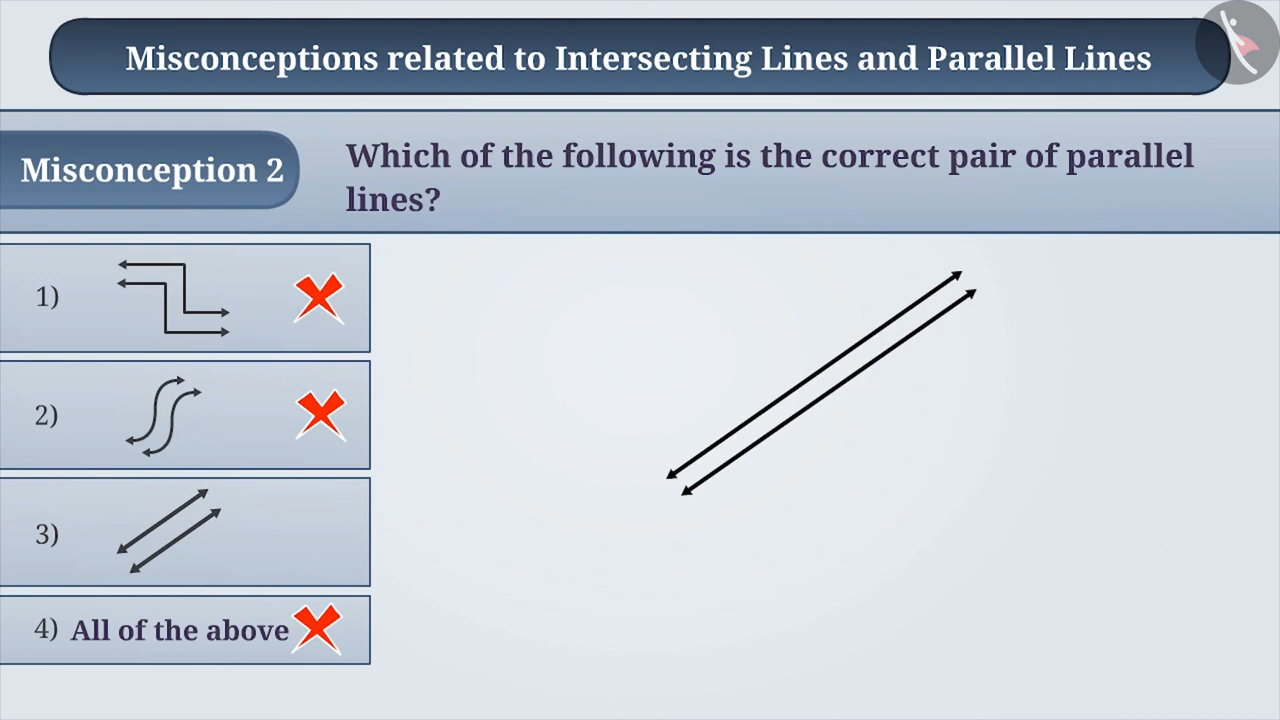 Misconceptions related to Intersecting Lines and Parallel Lines
Misconception 2
Which of the following is the correct pair of parallel
lines?
1)
2)
3)
4) All of the above